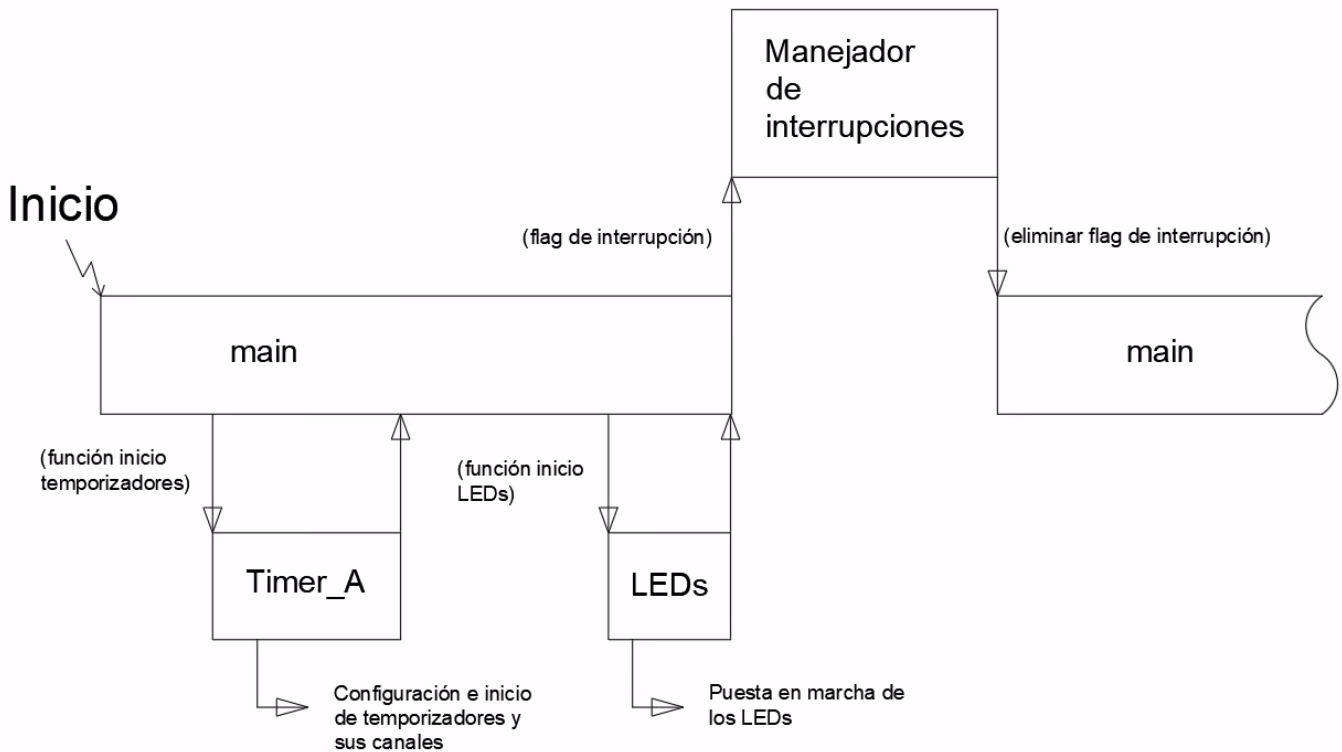 Manejador
de
interrupciones
Inicio
(flag de interrupción)
(eliminar flag de interrupción)
main
main
(función inicio
temporizadores)
(función inicio
LEDs)
Timer_A
LEDs
Configuración e inicio
de temporizadores y
sus canales
Puesta en marcha de
los LEDs